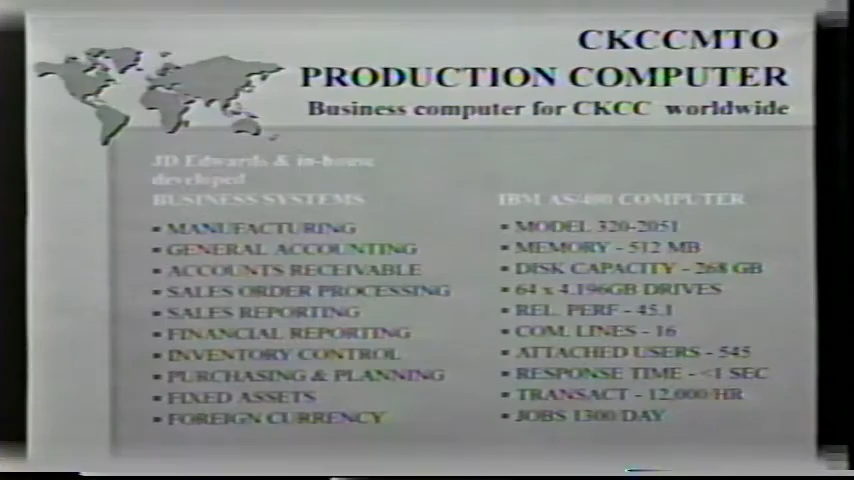 CKCCMTO
PRODUCTION COMPUTER
Business computer for CKCC worldwide
JD Edwards & in-house
developed
BUSINESS SYSTEMS
▪ MANUFACTURING
▪ GENERAL ACCOUNTING
▪ ACCOUNTS RECEIVABLE
▪ SALES ORDER PROCESSING
▪ SALES REPORTING
▪ FINANCIAL REPORTING
▪ INVENTORY CONTROL
▪ PURCHASING & PLANNING
▪ FIXED ASSETS
▪ FOREIGN CURRENCY
IBM AS/400 COMPUTER
▪ MODEL 320-2051
▪ MEMORY - 512 MB
▪ DISK CAPACITY - 268 GB
▪ 64 x 4.196GB DRIVES
▪ REL. PERF - 45.1
▪ COM. LINES - 16
▪ ATTACHED USERS - 545
▪ RESPONSE TIME - <1 SEC
▪ TRANSACT - 12,000/HR
▪ JOBS 1300/DAY